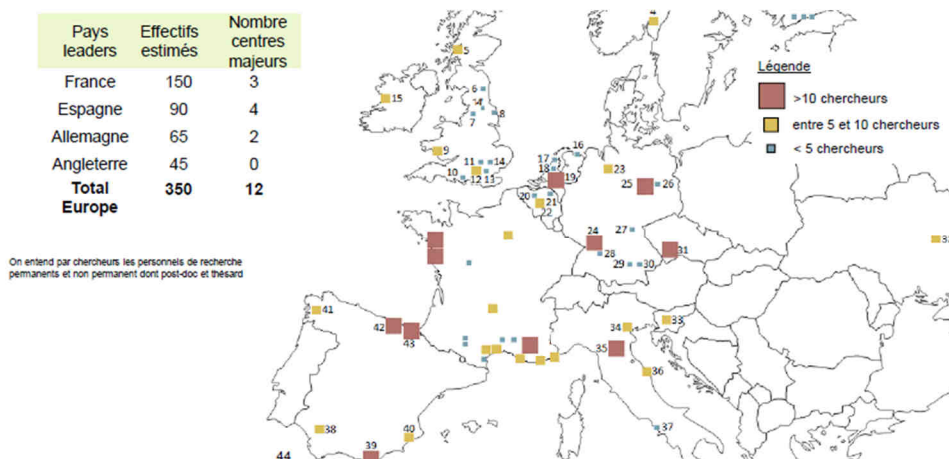 Pays leaders
Effectifs estimés
Nombre centres majeurs
France 150 3
Espagne 90 4
Allemagne 65 2
Angleterre 45 0
Total Europe 350 12
On entend par chercheurs les personnels de recherche
permanents et non permanent dont post-doc et thésard
Légende
>10 chercheurs
entre 5 et 10 chercheurs
< 5 chercheurs
4
5
15
6
7
8
9
10
11
14
12
11
16
17
18
19
20
21
22
23
25
26
24
27
28
29
30
31
33
34
35
36
37
41
42
43
38
39
40
44